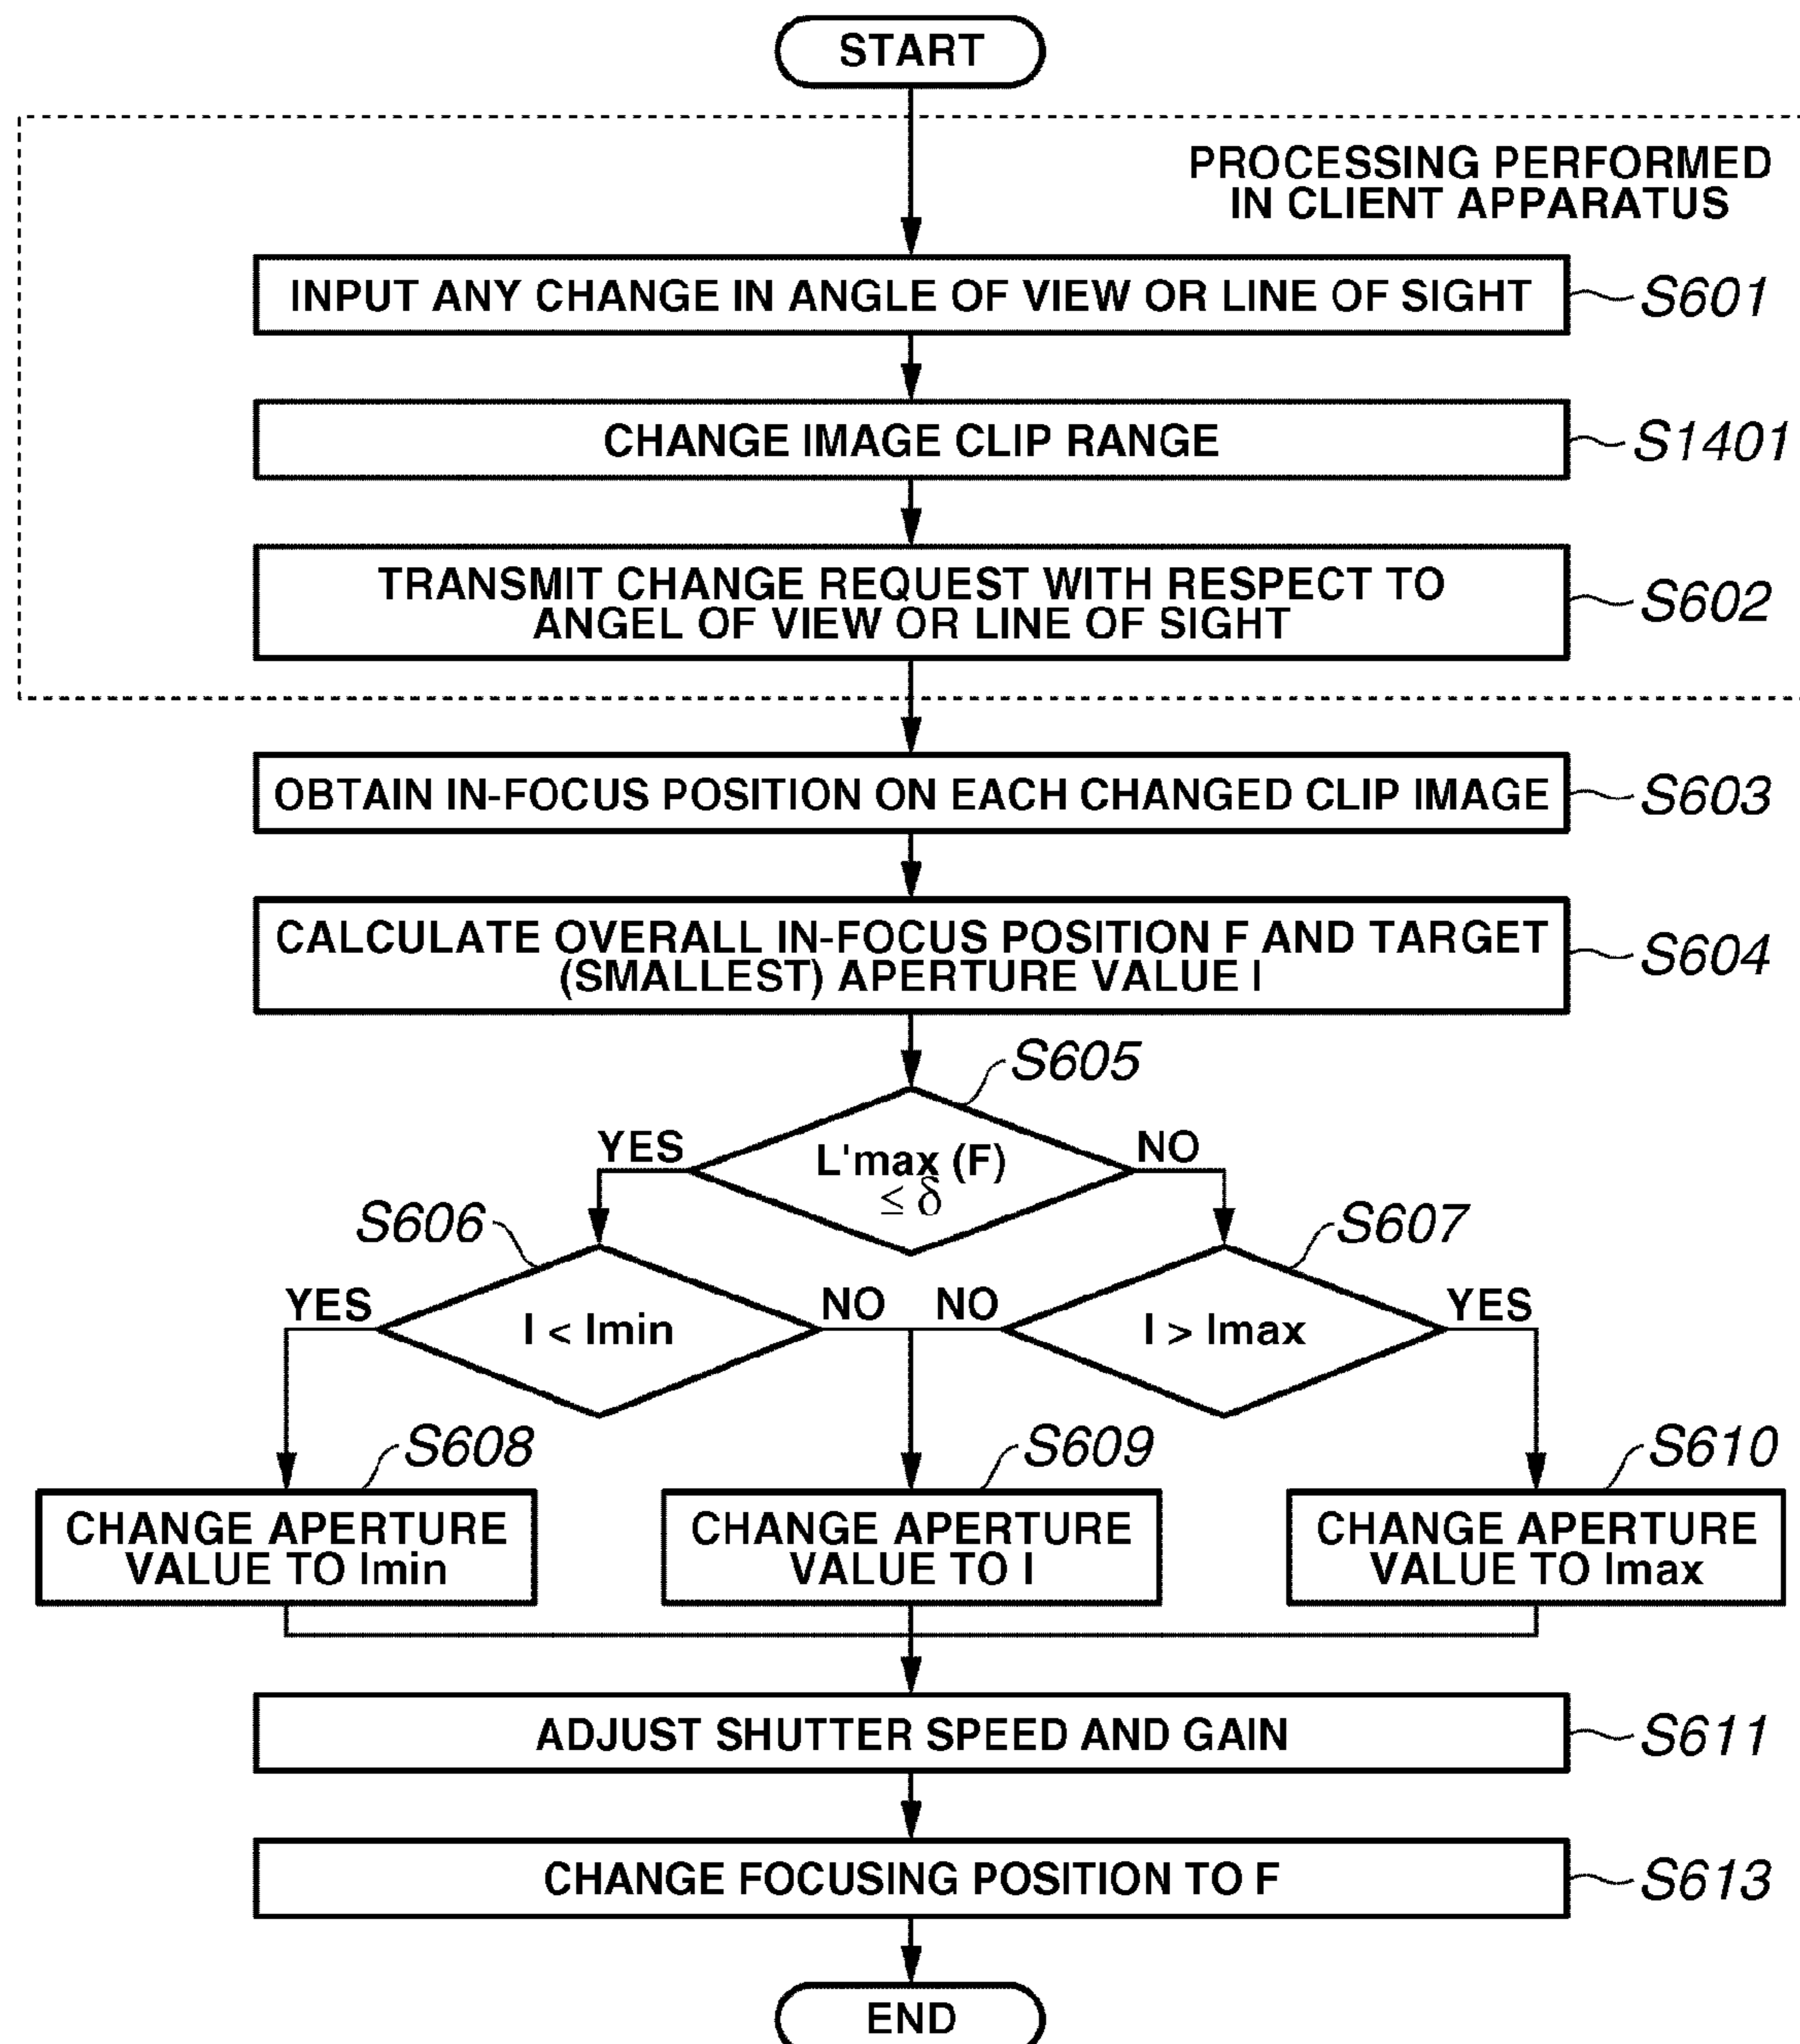 START
PROCESSING PERFORMED
IN CLIENT APPARATUS
INPUT ANY CHANGE IN ANGLE OF VIEW OR LINE OF SIGHT
S601
CHANGE IMAGE CLIP RANGE
S1401
TRANSMIT CHANGE REQUEST WITH RESPECT TO
ANGEL OF VIEW OR LINE OF SIGHT
S602
OBTAIN IN-FOCUS POSITION ON EACH CHANGED CLIP IMAGE
S603
CALCULATE OVERALL IN-FOCUS POSITION F AND TARGET
(SMALLEST) APERTURE VALUE I
S604
S605
YES
L'max (F)
≤ δ
NO
S606
S607
YES
I < Imin
NO
NO
I > Imax
YES
S608
S609
S610
CHANGE APERTURE
VALUE TO Imin
CHANGE APERTURE
VALUE TO I
CHANGE APERTURE
VALUE TO Imax
ADJUST SHUTTER SPEED AND GAIN
S611
CHANGE FOCUSING POSITION TO F
S613
END